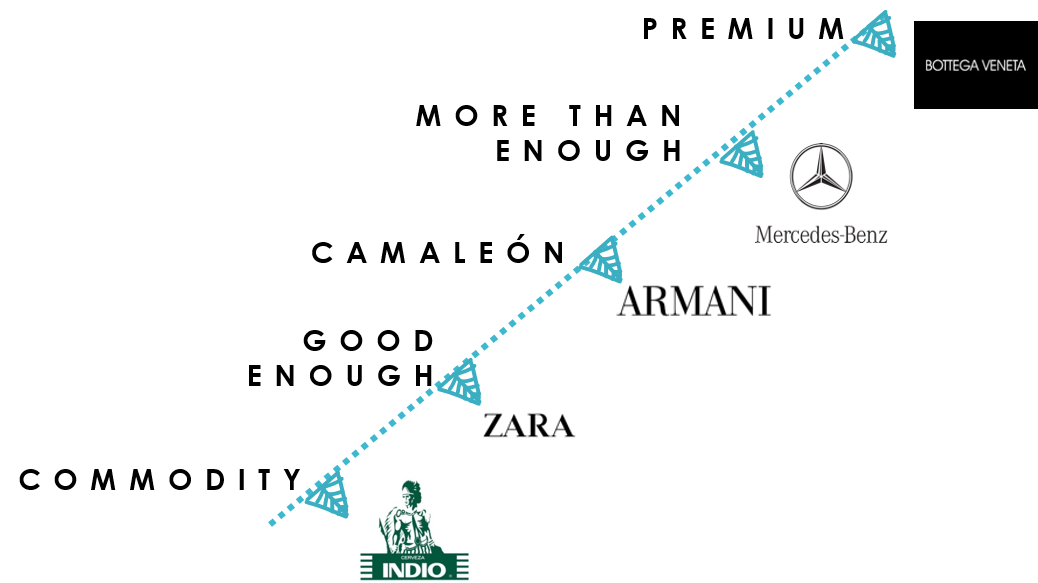 PREMIUM
BOTTEGA VENETA
MORE THAN
ENOUGH
Mercedes-Benz
CAMALEÓN
ARMANI
GOOD
ENOUGH
ZARA
COMMODITY
CERVEZA
INDIO